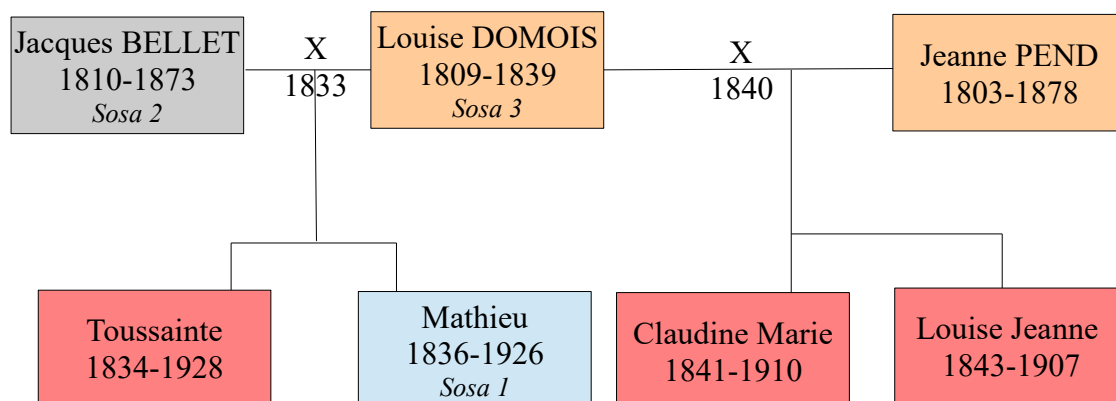 Jacques BELLET
1810-1873
Sosa 2
X
1833
Louise DOMOIS
1809-1839
Sosa 3
X
1840
Jeanne PEND
1803-1878
Toussainte
1834-1928
Mathieu
1836-1926
Sosa 1
Claudine Marie
1841-1910
Louise Jeanne
1843-1907